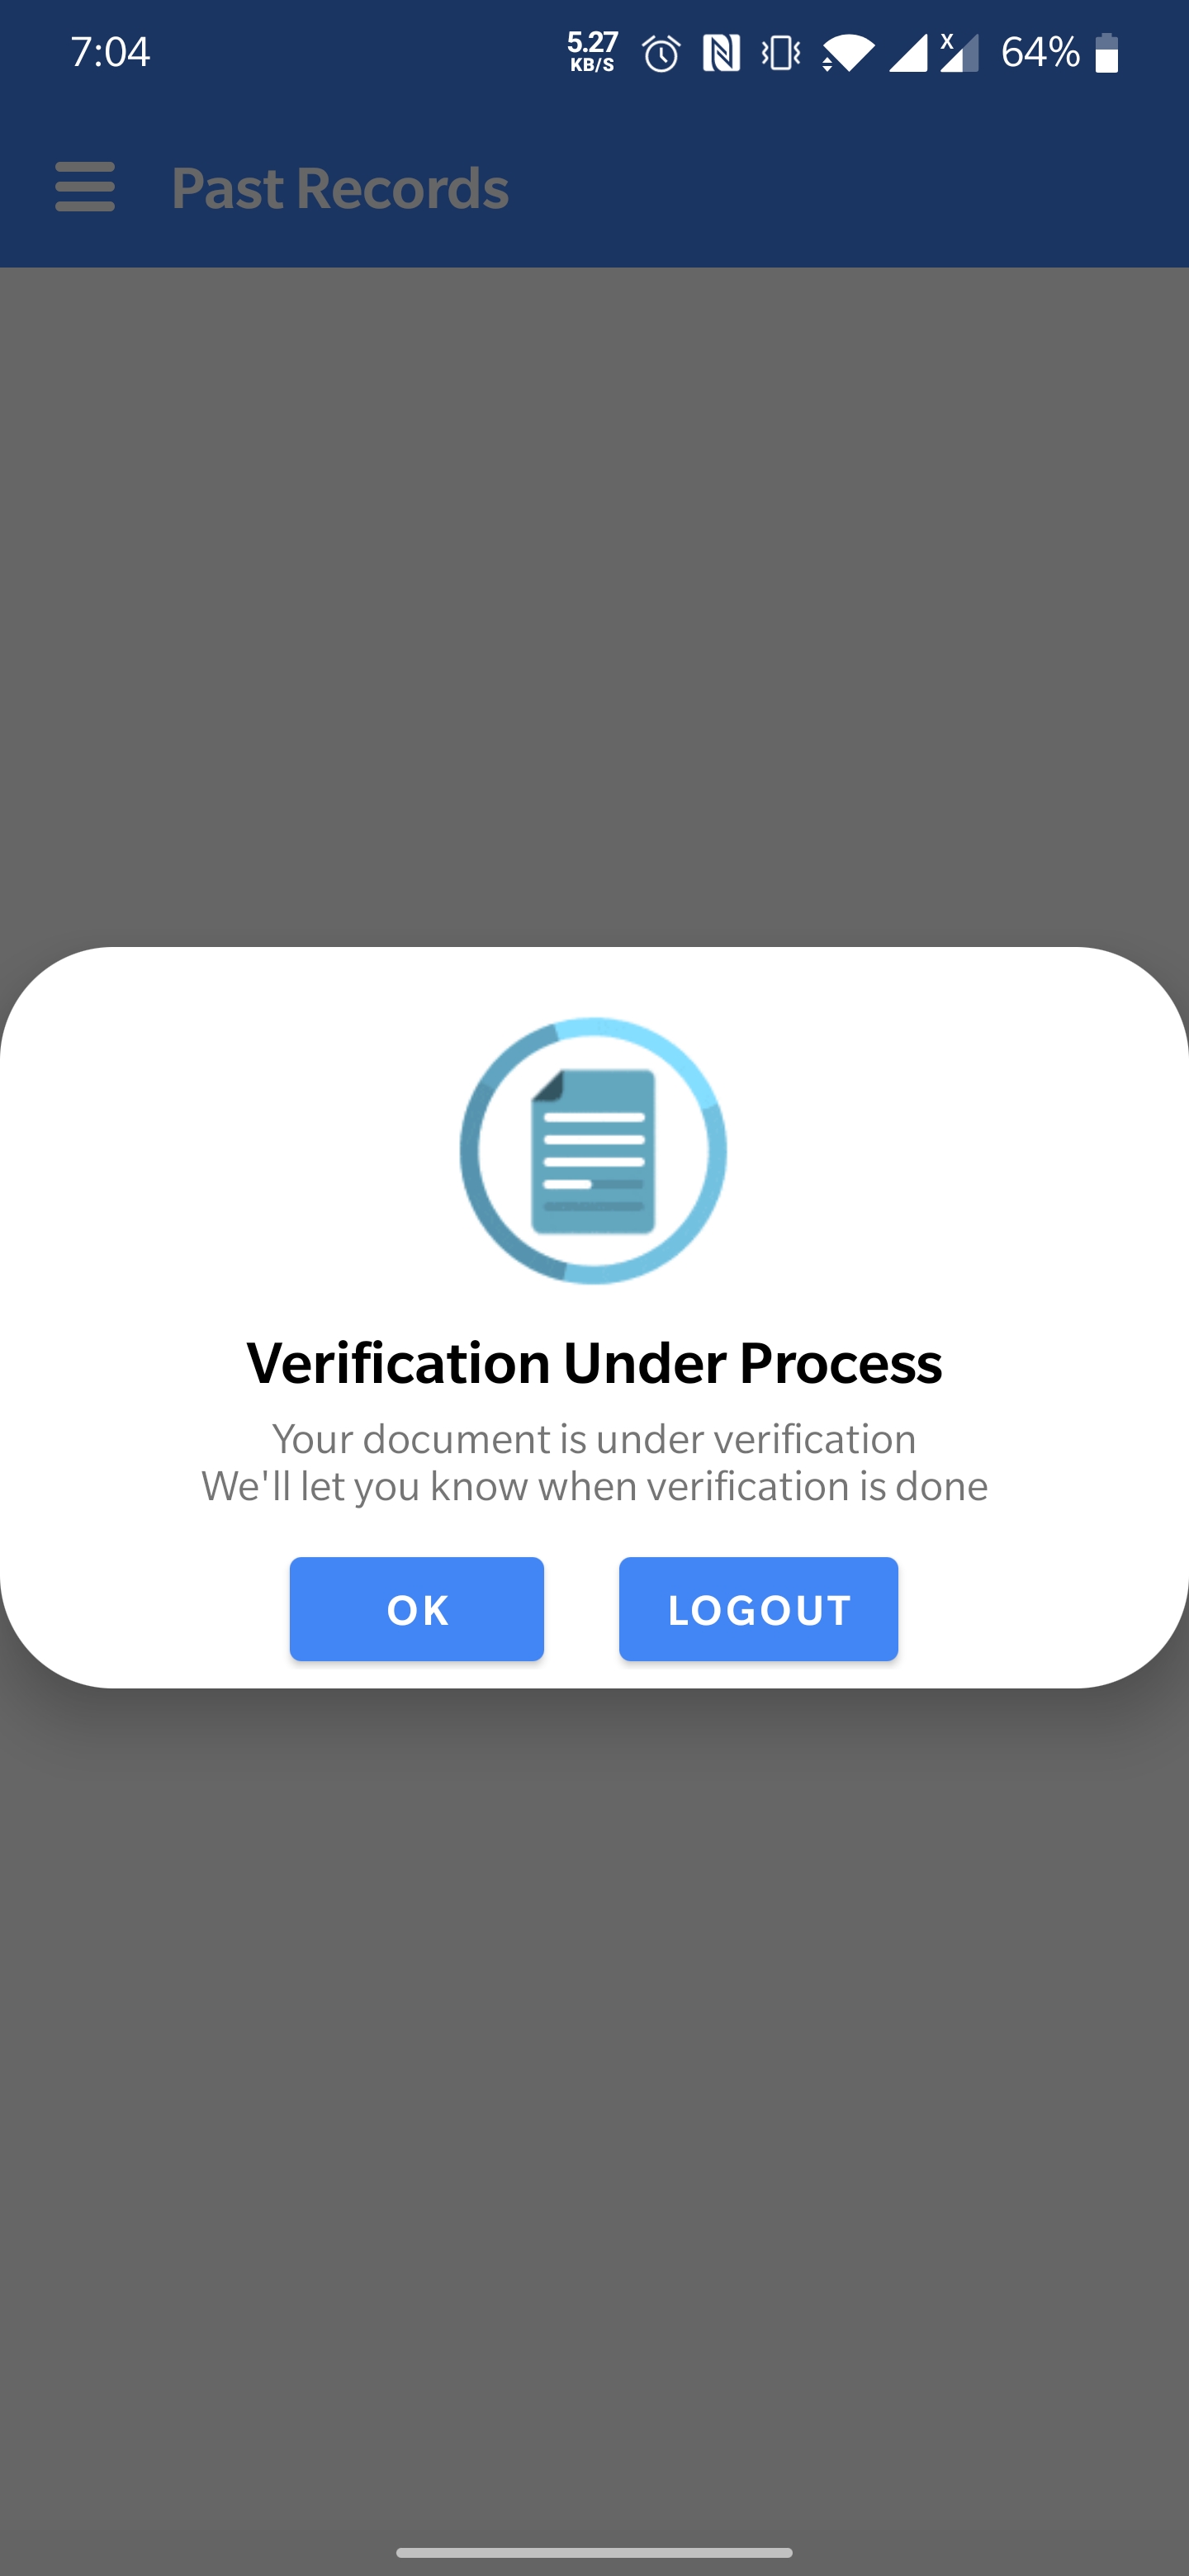 7:04
5.27
KB/S
X
64%
Past Records
Verification Under Process
Your document is under verification
We'll let you know when verification is done
OK
LOGOUT